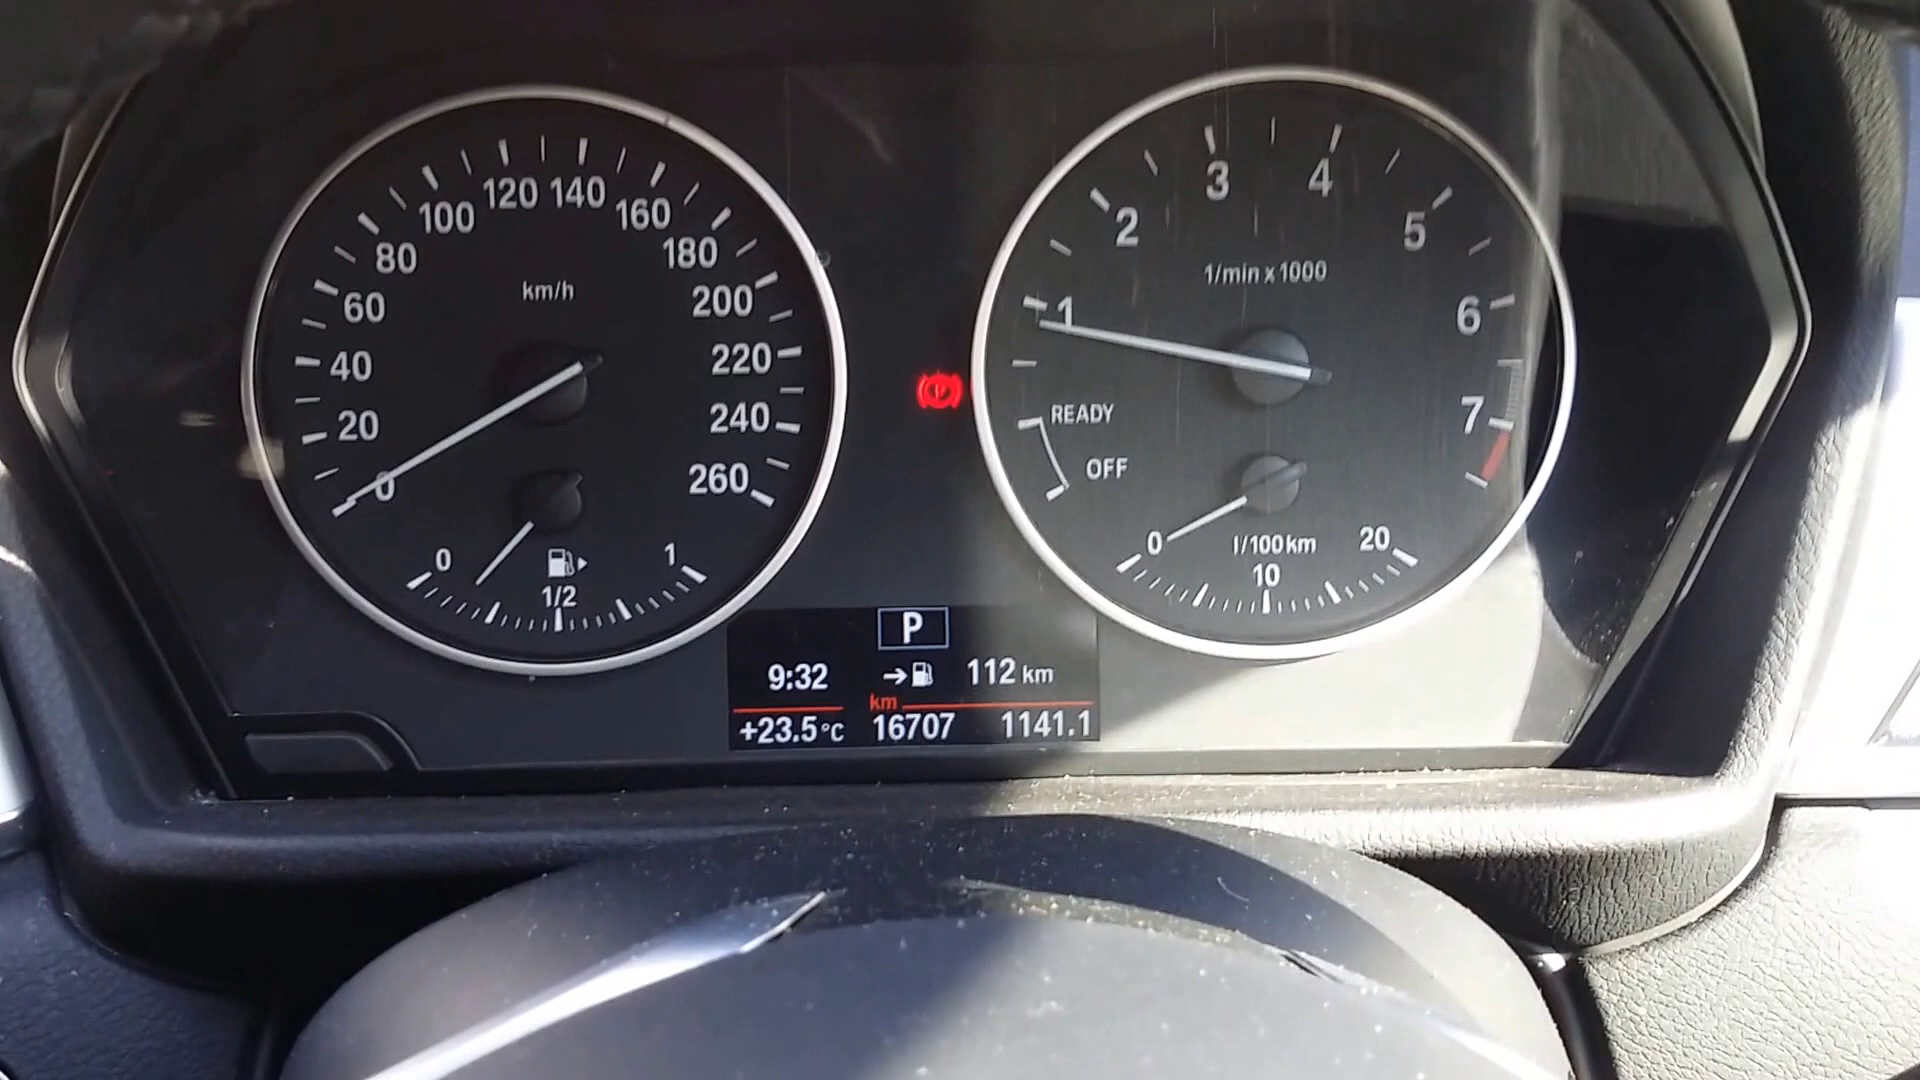 120 140
100 160
80 180
60 km/h 200
40 220
20 240
0 260
0 1
1/2
3 4
2 5
1/min x 1000
1 6
READY 7
OFF
0 l/100km 20
10
P
9:32 112 km
km
+23.5°C 16707 1141.1